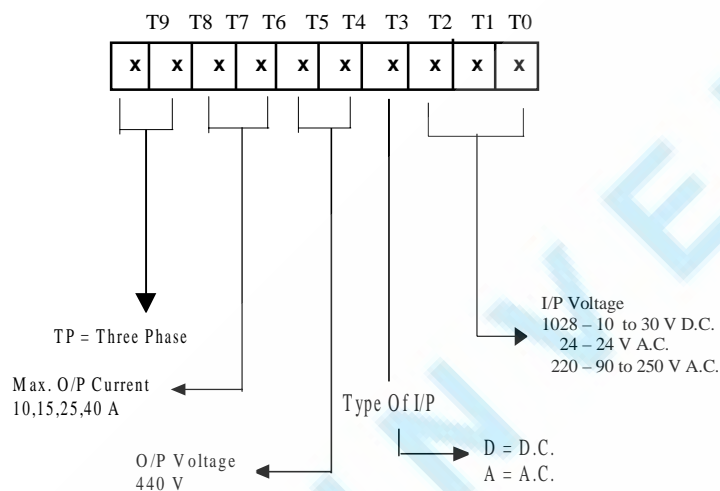 T9 T8 T7 T6 T5 T4 T3 T2 T1 T0
x x x x x x x x x x
I/P Voltage
1028 – 10 to 30 V D.C.
24 – 24 V A.C.
220 – 90 to 250 V A.C.
TP = Three Phase
Max. O/P Current
10,15,25,40 A
Type Of I/P
D = D.C.
A = A.C.
O/P Voltage
440 V